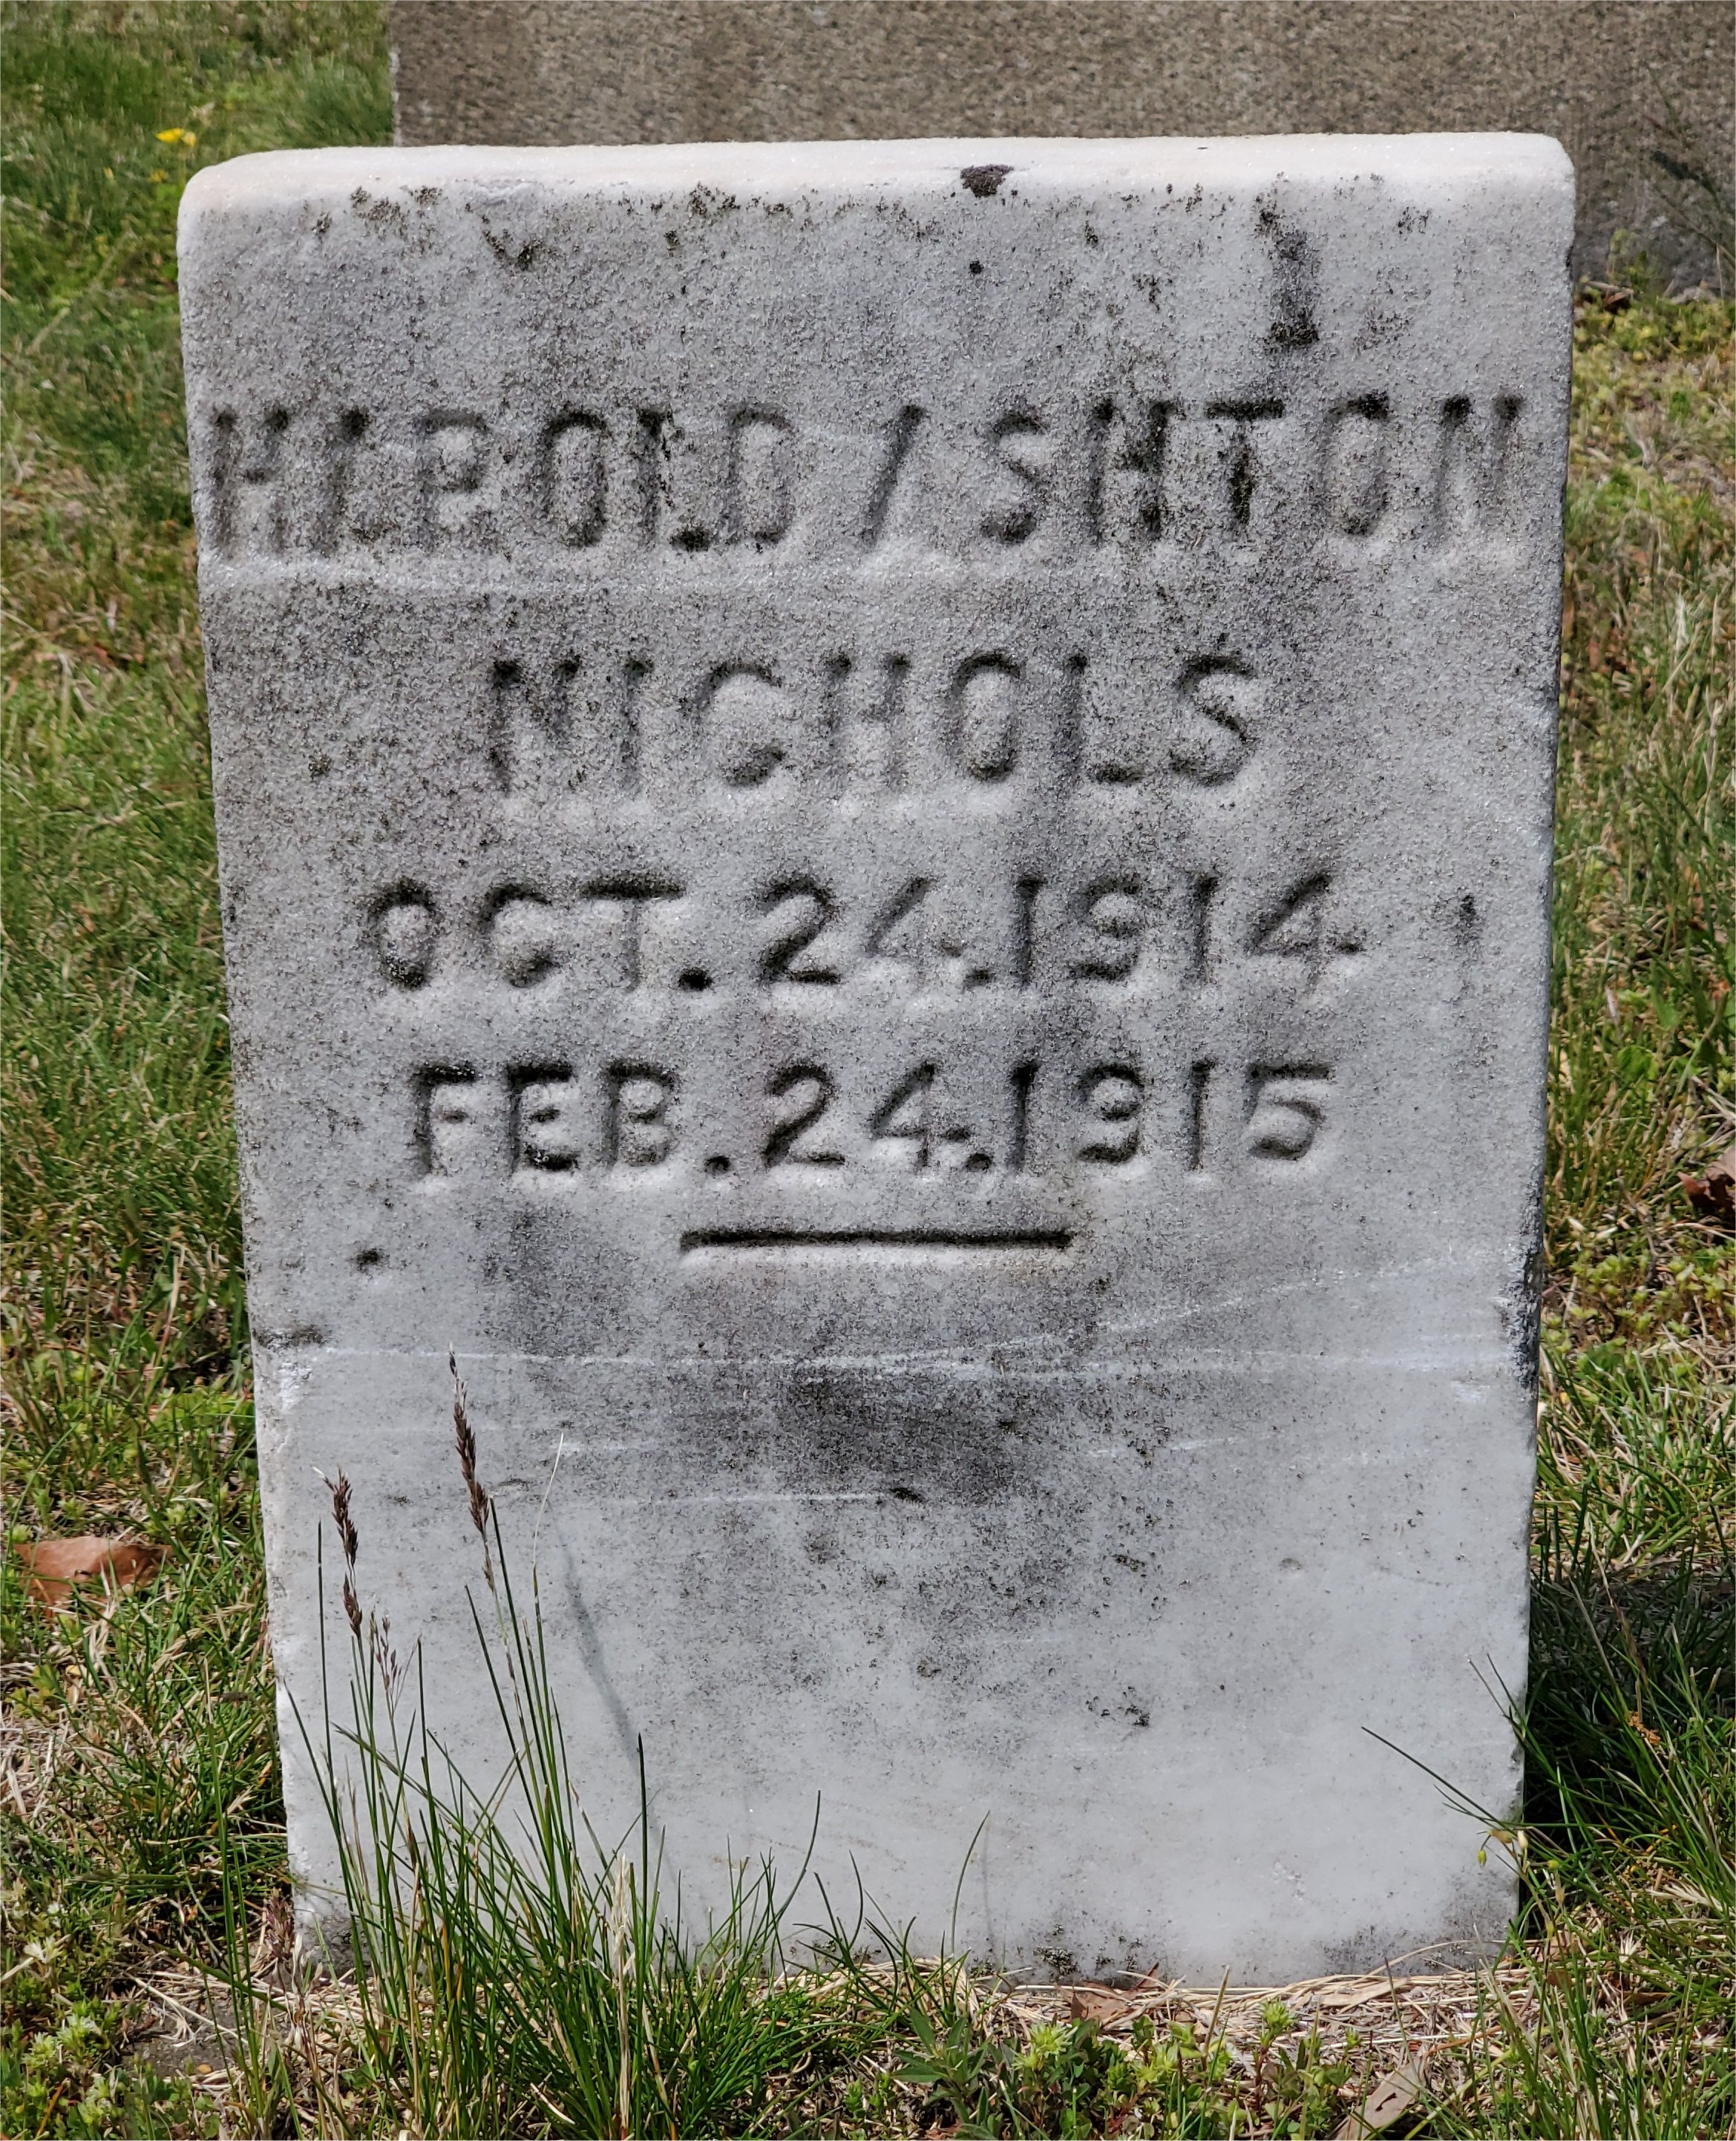 HAROLD ASHTON
NICHOLS
OCT. 24. 1914
FEB. 24. 1915